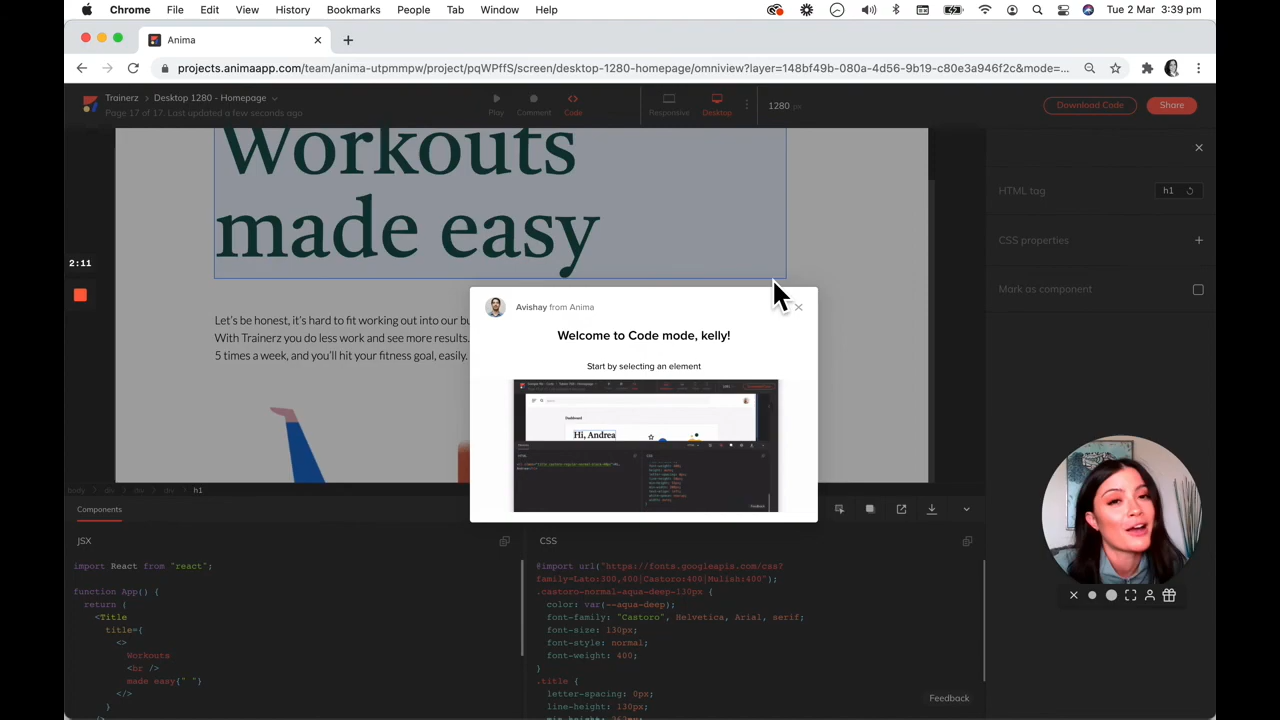 Chrome File Edit View History Bookmarks People Tab Window Help Tue 2 Mar 3:39 pm
Anima
projects.animaapp.com/team/anima-utpmmpw/project/pqWPffS/screen/desktop-1280-homepage/omniview?layer=148bf49b-080a-4d56-9b19-c80e3a946f2c&mode=...
Trainerz > Desktop 1280 - Homepage
Page 17 of 17. Last updated a few seconds ago
Play Comment Code Responsive Desktop 1280 px Download Code Share
Workouts
made easy
HTML tag h1
CSS properties
Mark as component
2:11
Let's be honest, it's hard to fit working out into our bu
With Trainerz you do less work and see more results.
5 times a week, and you'll hit your fitness goal, easily.
Avishay from Anima
Welcome to Code mode, kelly!
Start by selecting an element
Dashboard
Hi, Andrea
HTML CSS
body div div div h1
Components
JSX
import React from "react";
function App() {
return (
<Title
title={
<>
Workouts
<br />
made easy{" "}
</>
}
/>
CSS
@import url("https://fonts.googleapis.com/css?
family=Lato:300,400|Castoro:400|Mulish:400");
.castoro-normal-aqua-deep-130px {
color: var(--aqua-deep);
font-family: "Castoro", Helvetica, Arial, serif;
font-size: 130px;
font-style: normal;
font-weight: 400;
}
.title {
letter-spacing: 0px;
line-height: 130px;
Feedback